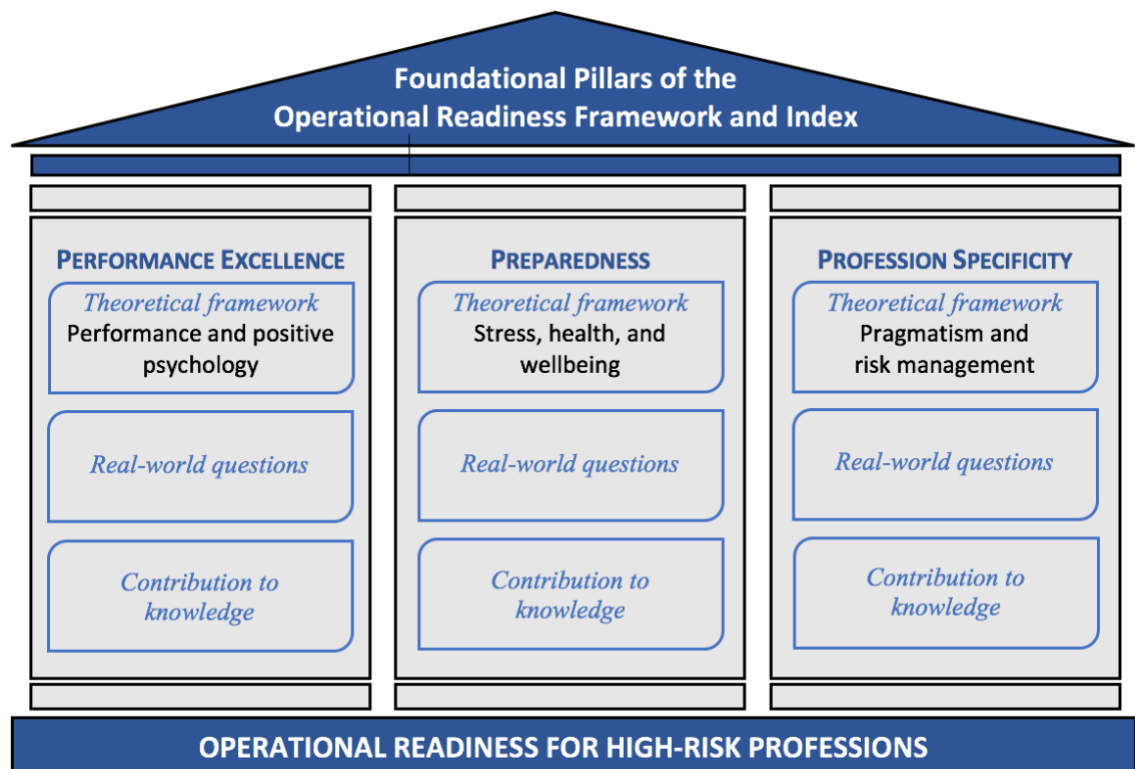 Foundational Pillars of the
Operational Readiness Framework and Index
PERFORMANCE EXCELLENCE
Theoretical framework
Performance and positive
psychology
Real-world questions
Contribution to
knowledge
PREPAREDNESS
Theoretical framework
Stress, health, and
wellbeing
Real-world questions
Contribution to
knowledge
PROFESSION SPECIFICITY
Theoretical framework
Pragmatism and
risk management
Real-world questions
Contribution to
knowledge
OPERATIONAL READINESS FOR HIGH-RISK PROFESSIONS